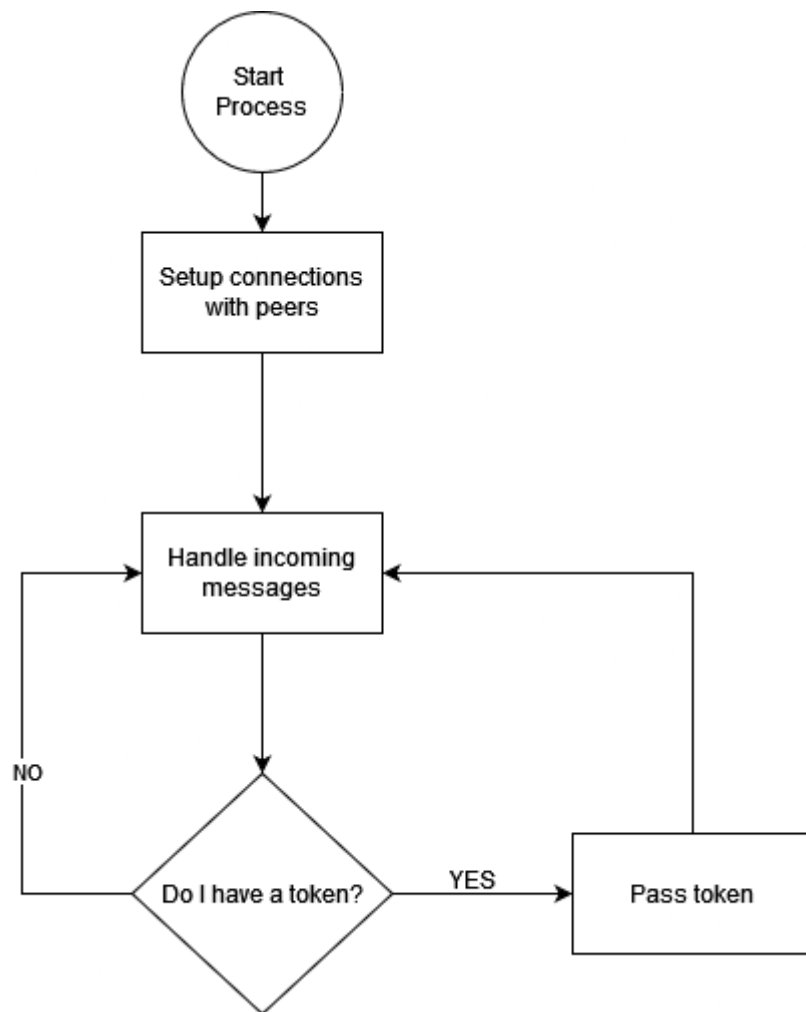 Start
Process
Setup connections
with peers
Handle incoming
messages
NO
Do I have a token?
YES
Pass token